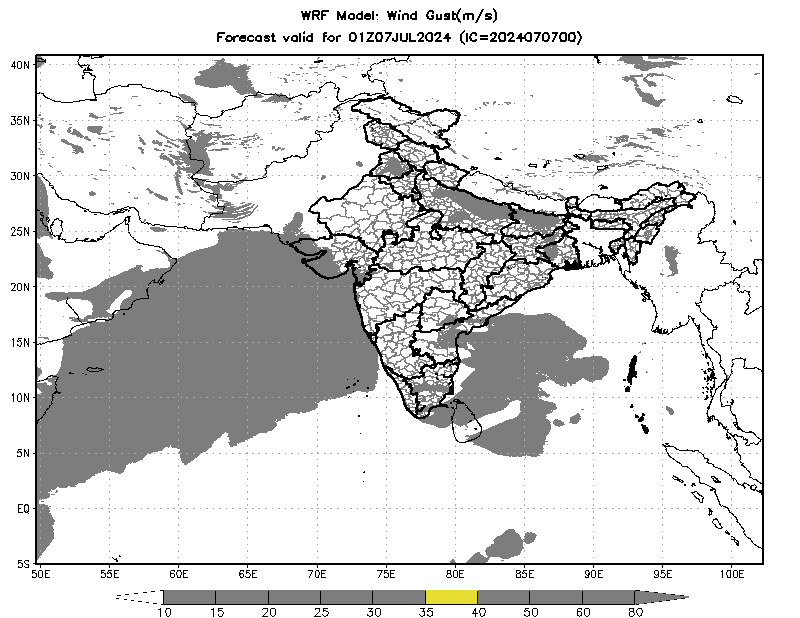 WRF Model: Wind Gust(m/s)
Forecast valid for 01Z07JUL2024 (IC=2024070700)
40N
35N
30N
25N
20N
15N
10N
5N
EQ
5S
50E 55E 60E 65E 70E 75E 80E 85E 90E 95E 100E
10 15 20 25 30 35 40 50 60 80